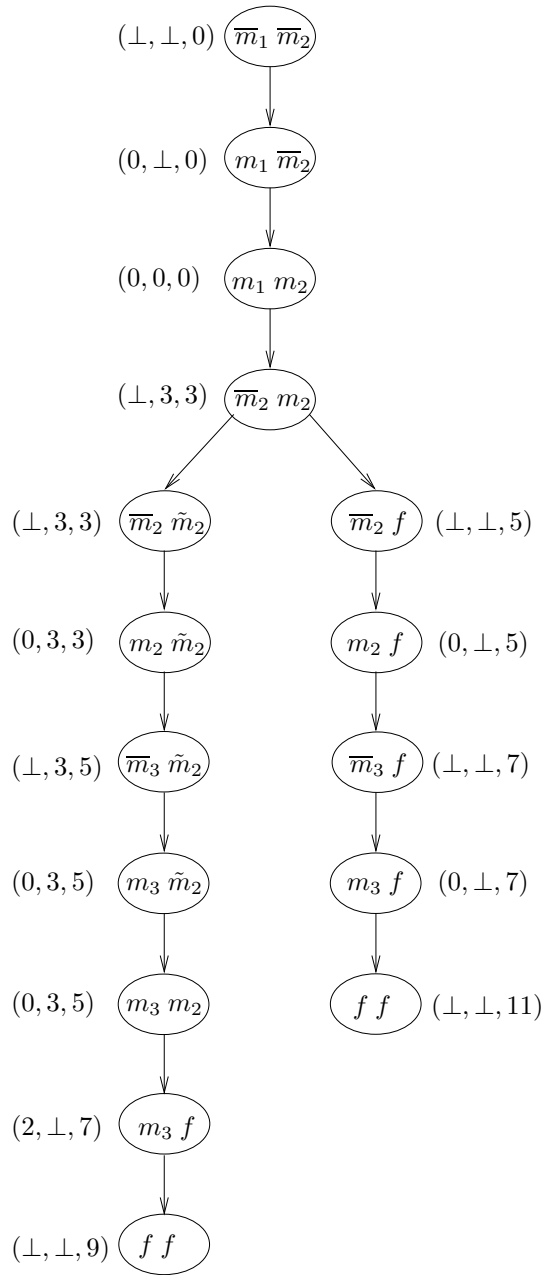 (⊥, ⊥, 0) m̅₁ m̅₂
(0, ⊥, 0) m₁ m̅₂
(0, 0, 0) m₁ m₂
(⊥, 3, 3) m̅₂ m₂
(⊥, 3, 3) m̅₂ m̃₂ m̅₂ f (⊥, ⊥, 5)
(0, 3, 3) m₂ m̃₂ m₂ f (0, ⊥, 5)
(⊥, 3, 5) m̅₃ m̃₂ m̅₃ f (⊥, ⊥, 7)
(0, 3, 5) m₃ m̃₂ m₃ f (0, ⊥, 7)
(0, 3, 5) m₃ m₂ f f (⊥, ⊥, 11)
(2, ⊥, 7) m₃ f
(⊥, ⊥, 9) f f